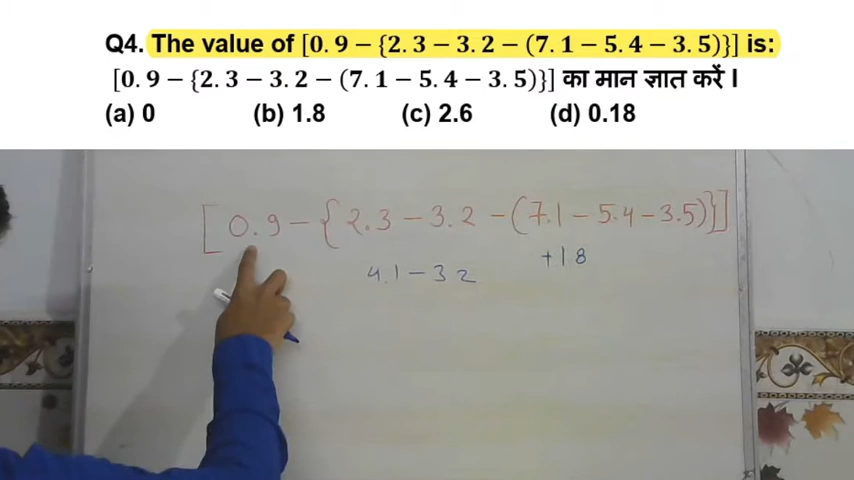 Q4. The value of [0.9 − {2.3 − 3.2 − (7.1 − 5.4 − 3.5)}] is:
[0.9 − {2.3 − 3.2 − (7.1 − 5.4 − 3.5)}] का मान ज्ञात करें।
(a) 0 (b) 1.8 (c) 2.6 (d) 0.18
[0.9 − {2.3 − 3.2 − (7.1 − 5.4 − 3.5)}]
4.1 − 3 2 +1 8